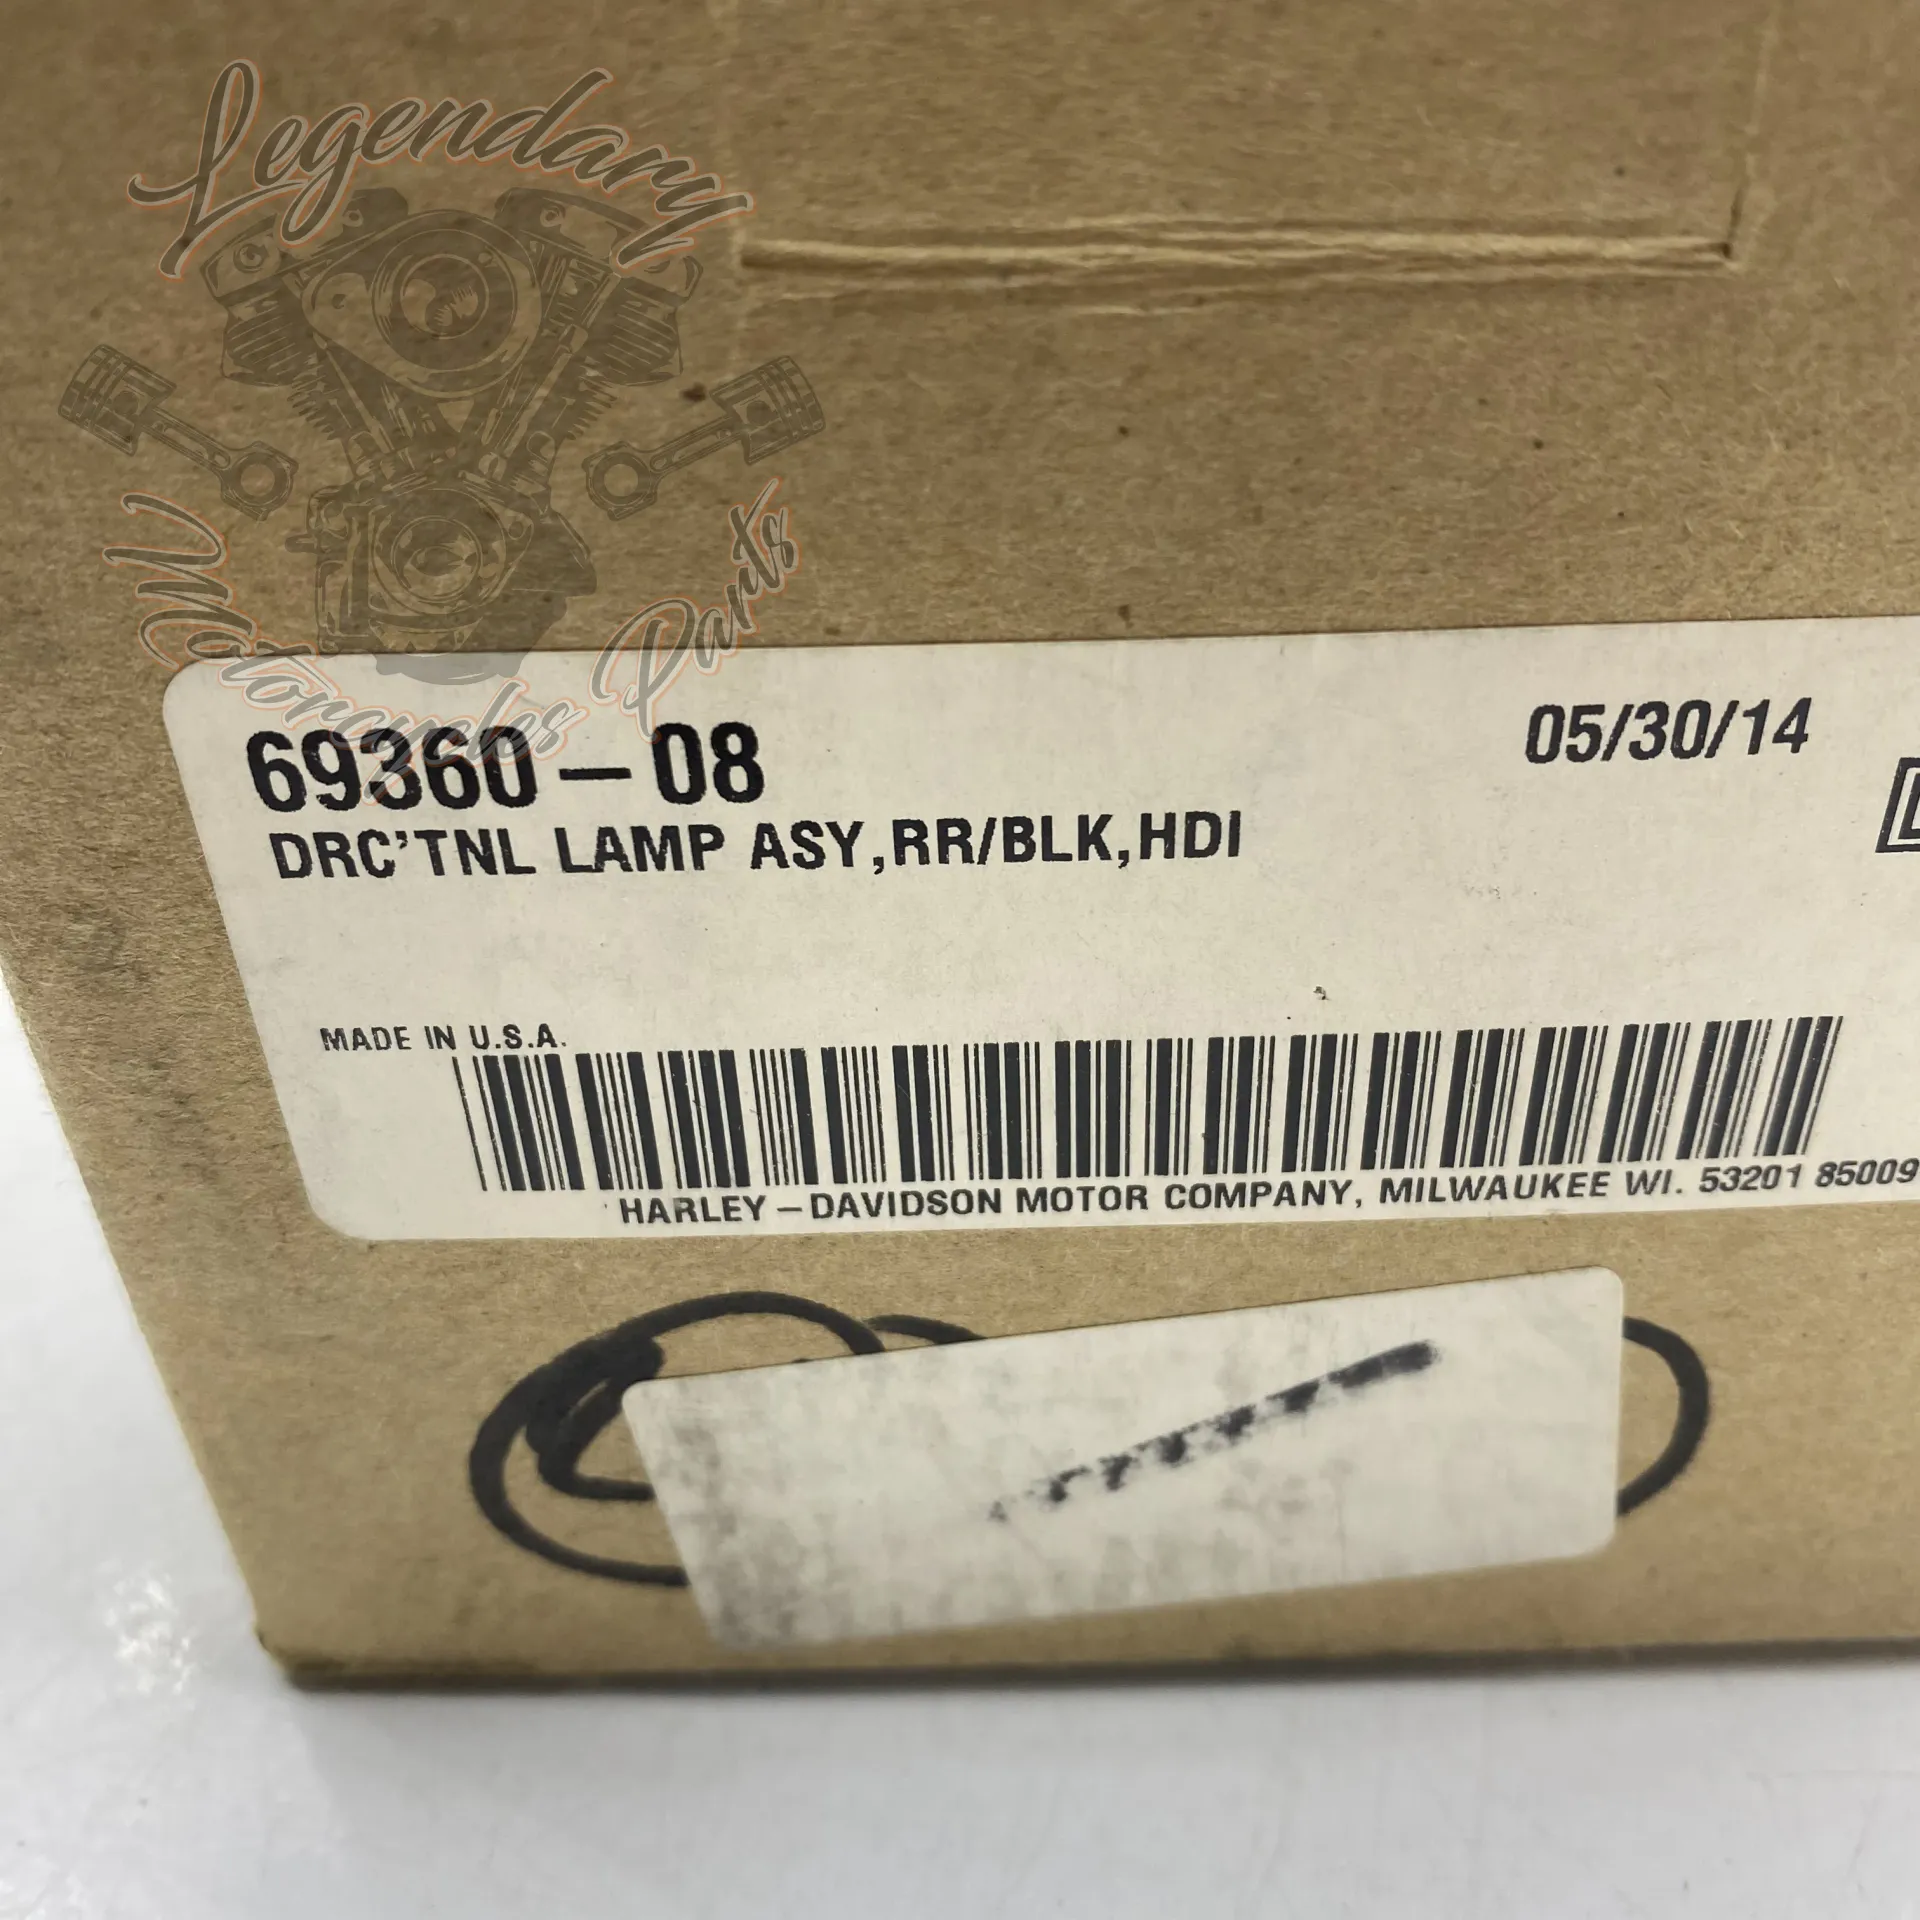 Legendary
Motorcycles Parts
69360-08
05/30/14
DRC'TNL LAMP ASY,RR/BLK,HDI
MADE IN U.S.A.
HARLEY-DAVIDSON MOTOR COMPANY, MILWAUKEE WI. 53201 85009